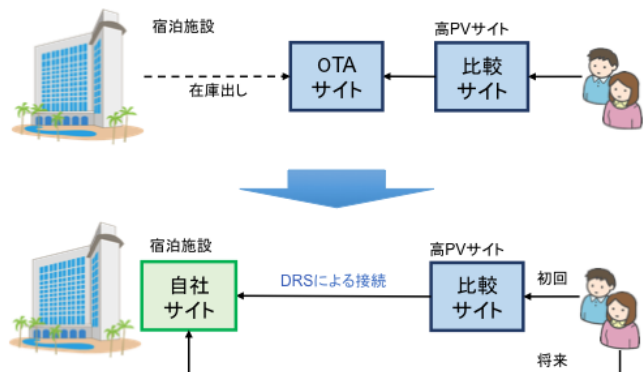 宿泊施設
高PVサイト
OTA
サイト
比較
サイト
在庫出し
宿泊施設
高PVサイト
自社
サイト
DRSによる接続
比較
サイト
初回
将来